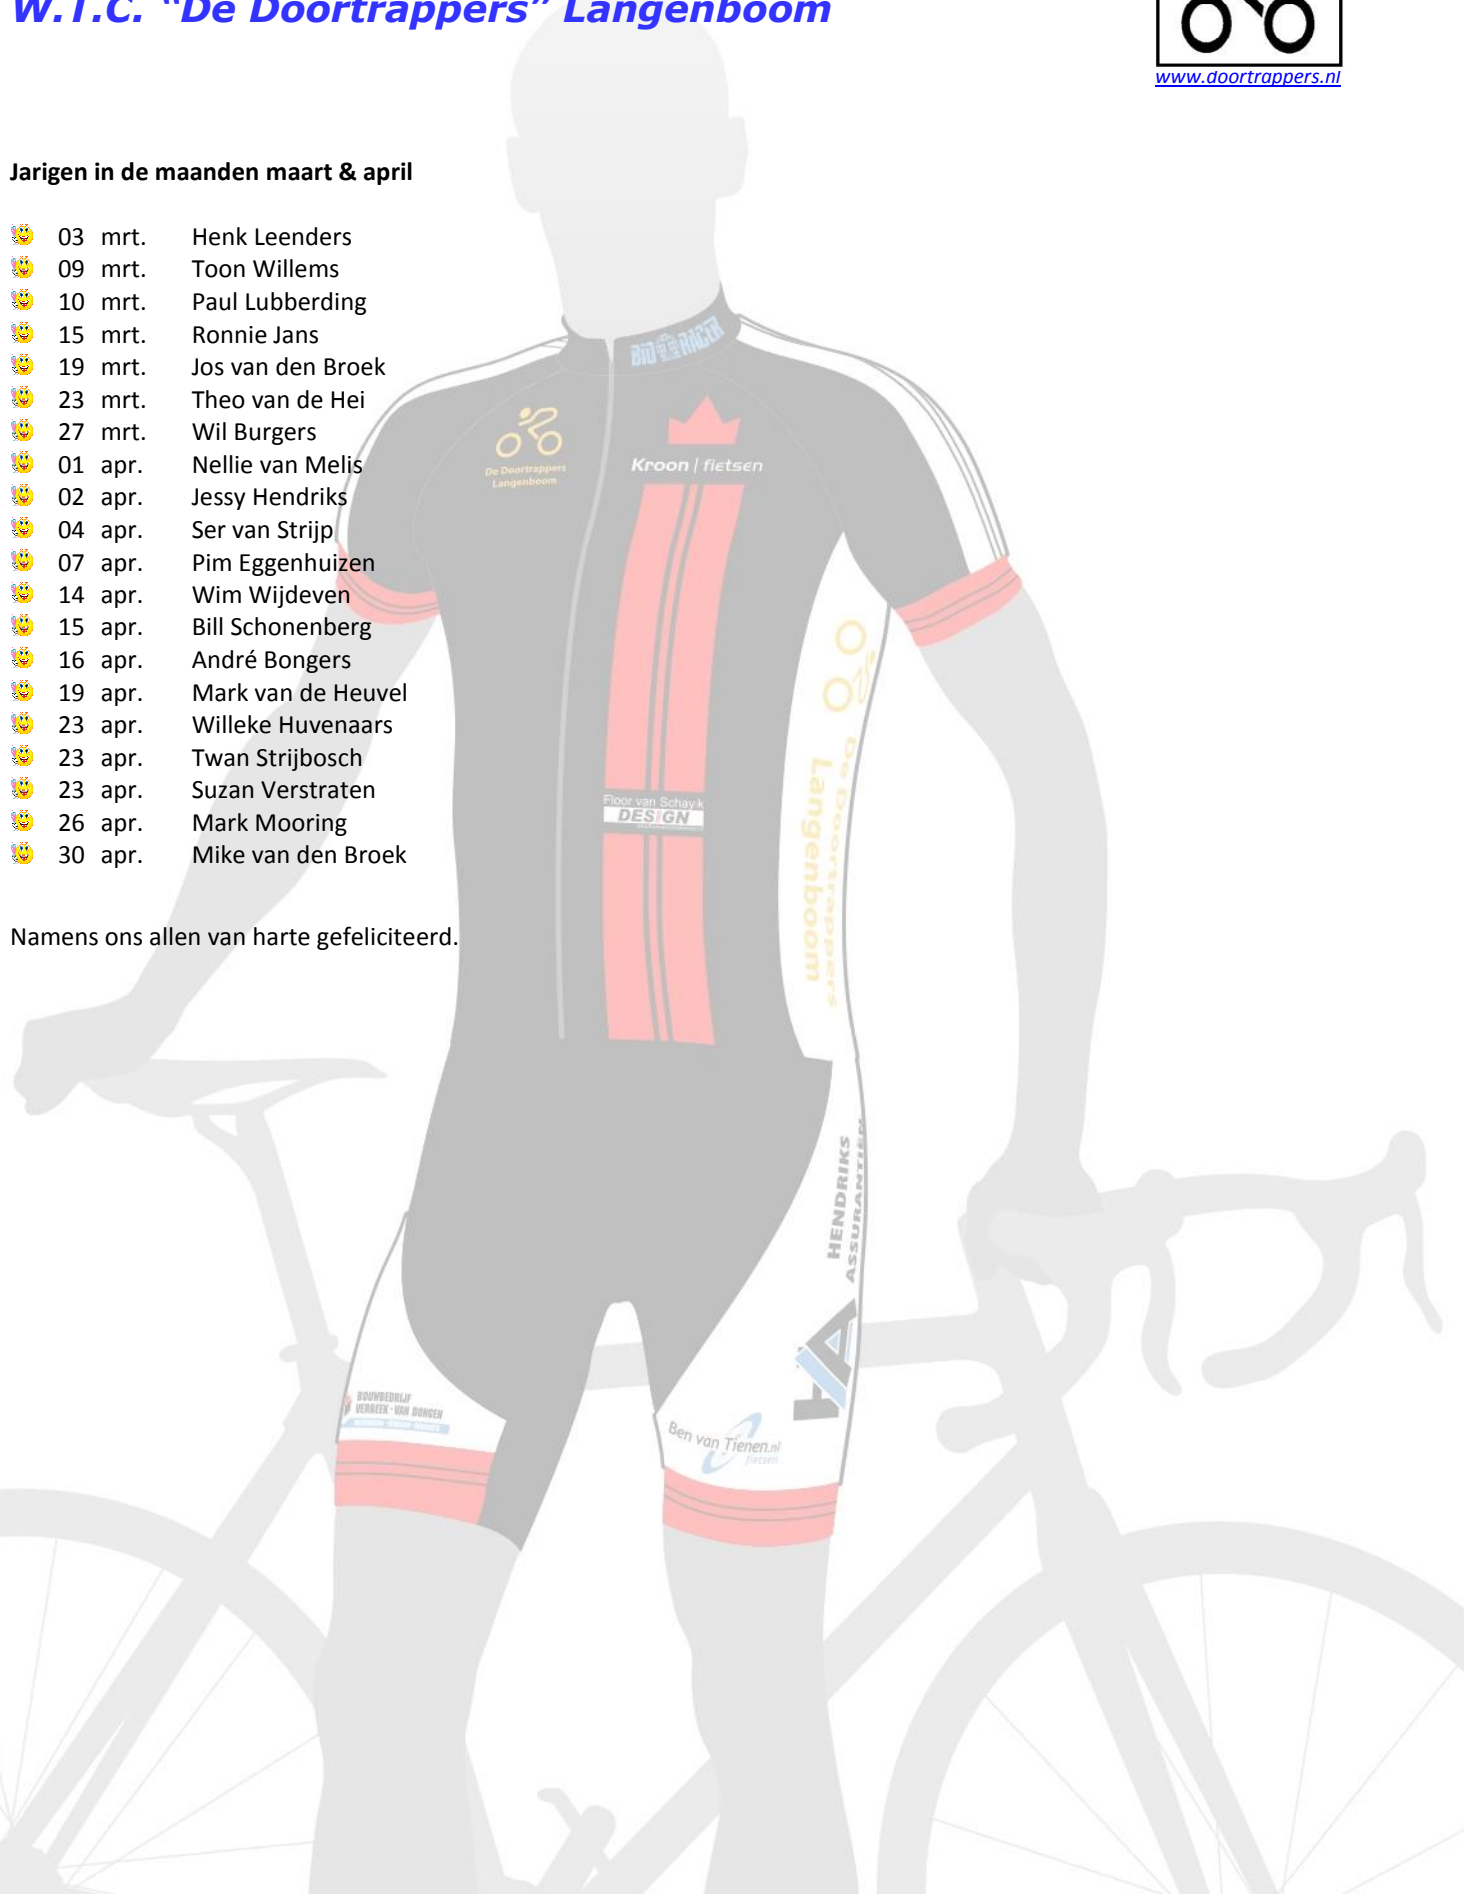 W.T.C. “De Doortrappers” Langenboom
www.doortrappers.nl
Jarigen in de maanden maart & april
03 mrt. Henk Leenders
09 mrt. Toon Willems
10 mrt. Paul Lubberding
15 mrt. Ronnie Jans
19 mrt. Jos van den Broek
23 mrt. Theo van de Hei
27 mrt. Wil Burgers
01 apr. Nellie van Melis
02 apr. Jessy Hendriks
04 apr. Ser van Strijp
07 apr. Pim Eggenhuizen
14 apr. Wim Wijdeven
15 apr. Bill Schonenberg
16 apr. André Bongers
19 apr. Mark van de Heuvel
23 apr. Willeke Huvenaars
23 apr. Twan Strijbosch
23 apr. Suzan Verstraten
26 apr. Mark Mooring
30 apr. Mike van den Broek
Namens ons allen van harte gefeliciteerd.
BIO RACER
De Doortrappers
Langenboom
Kroon | fietsen
Floor van Schayk
DESIGN
De Doortrappers
Langenboom
HENDRIKS
ASSURANTIËN
HA
BOUWBEDRIJF
VERBEEK - VAN DONGEN
Ben van Tienen.nl
fietsen